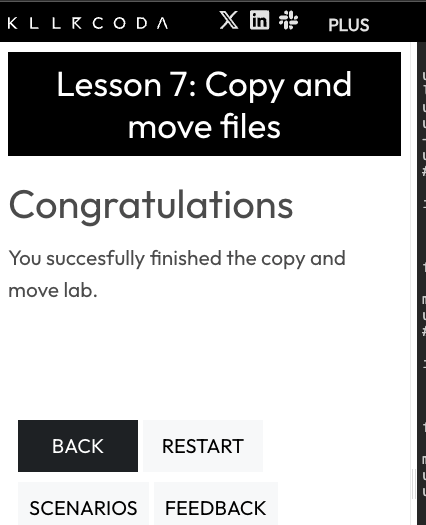 KLLRCODA PLUS
Lesson 7: Copy and
move files
Congratulations
You succesfully finished the copy and
move lab.
BACK RESTART
SCENARIOS FEEDBACK